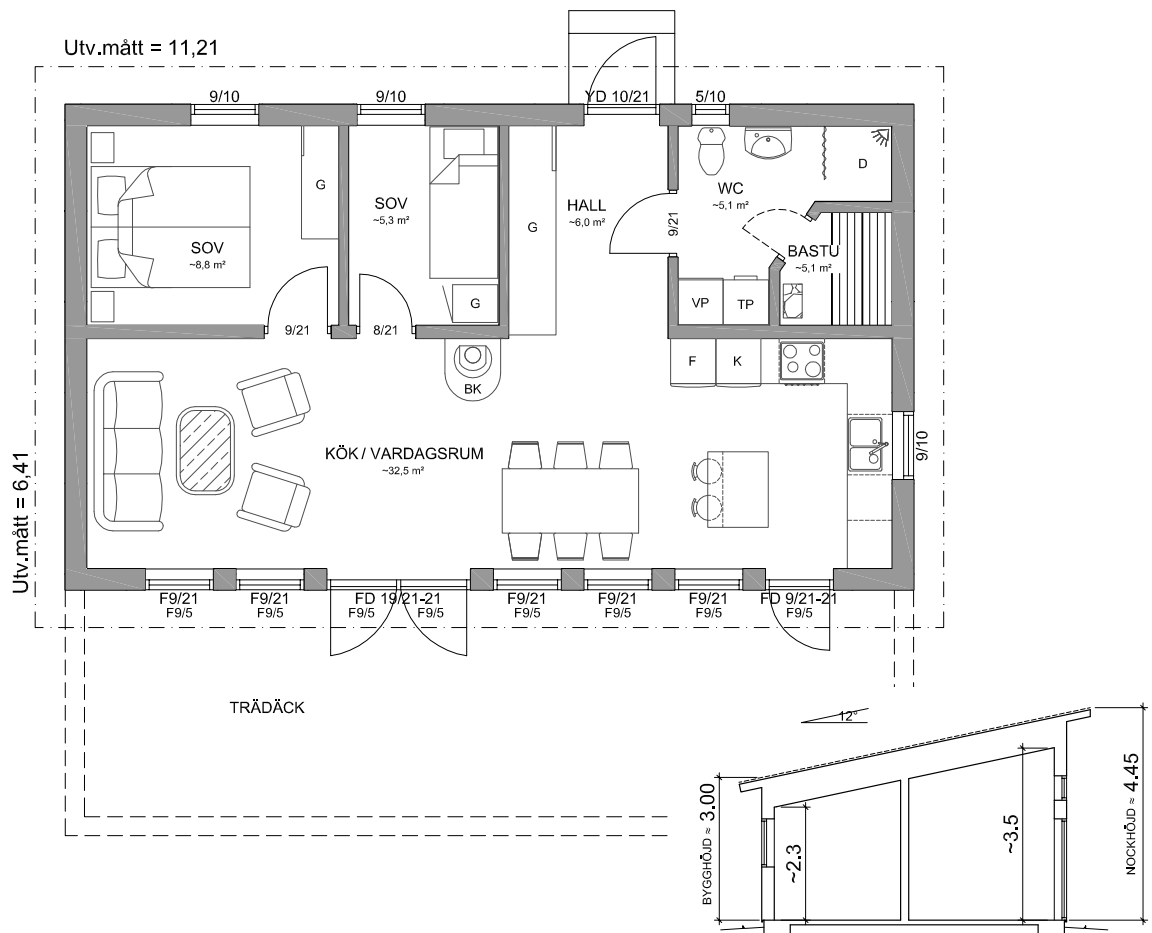 Utv.mått = 11,21
9/10
9/10
YD 10/21
5/10
G
SOV
~5,3 m²
G
HALL
~6,0 m²
WC
~5,1 m²
D
9/21
SOV
~8,8 m²
BASTU
~5,1 m²
G
VP
TP
9/21
8/21
BK
F
K
KÖK / VARDAGSRUM
~32,5 m²
9/10
Utv.mått = 6,41
F9/21
F9/5
F9/21
F9/5
FD 19/21-21
F9/5
F9/5
F9/21
F9/5
F9/21
F9/5
F9/21
F9/5
FD 9/21-21
F9/5
TRÄDÄCK
12°
BYGGHÖJD ≈ 3.00
~2.3
~3.5
NOCKHÖJD ≈ 4.45